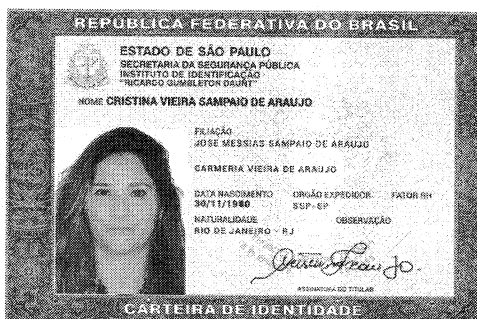 REPÚBLICA FEDERATIVA DO BRASIL
ESTADO DE SÃO PAULO
SECRETARIA DA SEGURANÇA PÚBLICA
INSTITUTO DE IDENTIFICAÇÃO
"RICARDO GUMBLETON DAUNT"
NOME CRISTINA VIEIRA SAMPAIO DE ARAUJO
FILIAÇÃO
JOSE MESSIAS SAMPAIO DE ARAUJO
CARMERIA VIEIRA DE ARAUJO
DATA NASCIMENTO ORGÃO EXPEDIDOR FATOR RH
30/11/1980 SSP-SP
NATURALIDADE OBSERVAÇÃO
RIO DE JANEIRO - RJ
ASSINATURA DO TITULAR
CARTEIRA DE IDENTIDADE